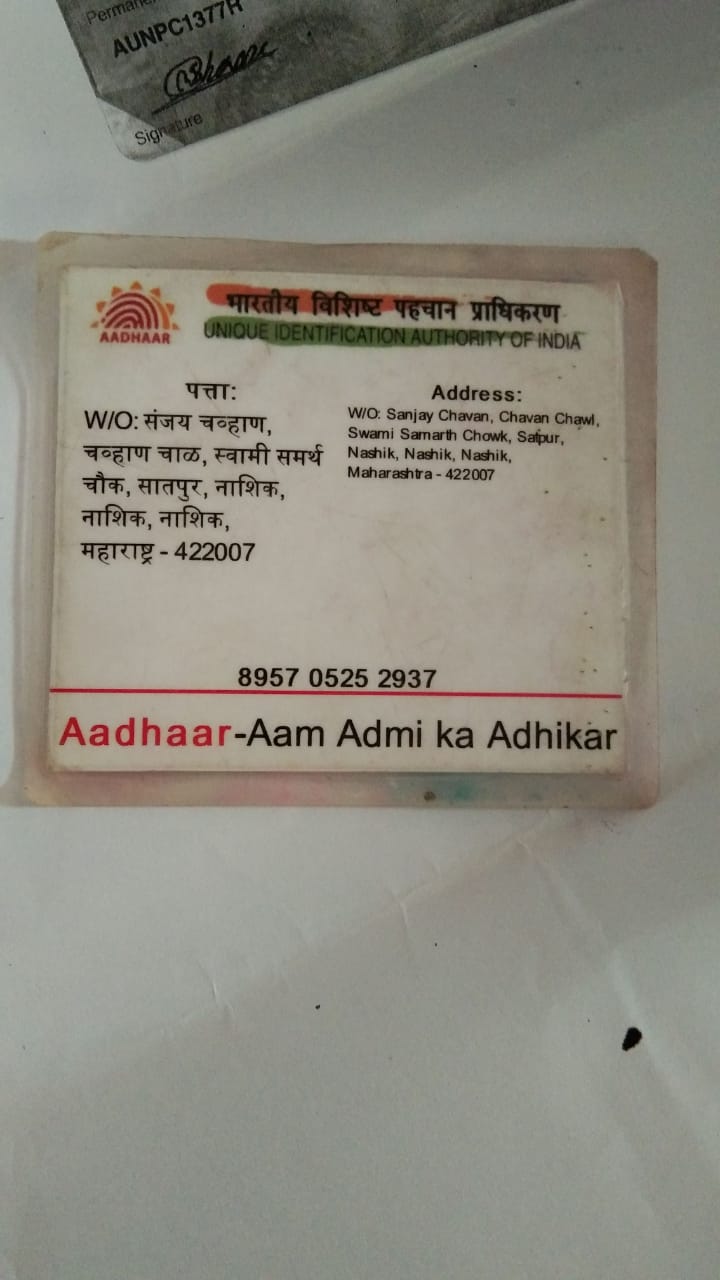 AUNPC1377H
Signature
AADHAAR
भारतीय विशिष्ट पहचान प्राधिकरण
UNIQUE IDENTIFICATION AUTHORITY OF INDIA
पत्ता:
W/O: संजय चव्हाण,
चव्हाण चाळ, स्वामी समर्थ
चौक, सातपुर, नाशिक,
नाशिक, नाशिक,
महाराष्ट्र - 422007
Address:
W/O: Sanjay Chavan, Chavan Chawl,
Swami Samarth Chowk, Satpur,
Nashik, Nashik, Nashik,
Maharashtra - 422007
8957 0525 2937
Aadhaar-Aam Admi ka Adhikar